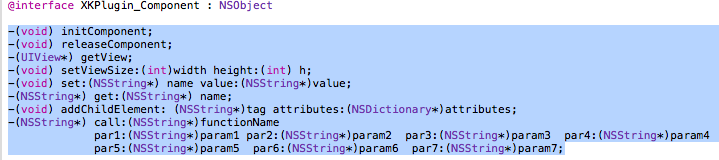 @interface XKPlugin_Component : NSObject
-(void) initComponent;
-(void) releaseComponent;
-(UIView*) getView;
-(void) setViewSize:(int)width height:(int) h;
-(void) set:(NSString*) name value:(NSString*)value;
-(NSString*) get:(NSString*) name;
-(void) addChildElement: (NSString*)tag attributes:(NSDictionary*)attributes;
-(NSString*) call:(NSString*)functionName
par1:(NSString*)param1 par2:(NSString*)param2 par3:(NSString*)param3 par4:(NSString*)param4
par5:(NSString*)param5 par6:(NSString*)param6 par7:(NSString*)param7;